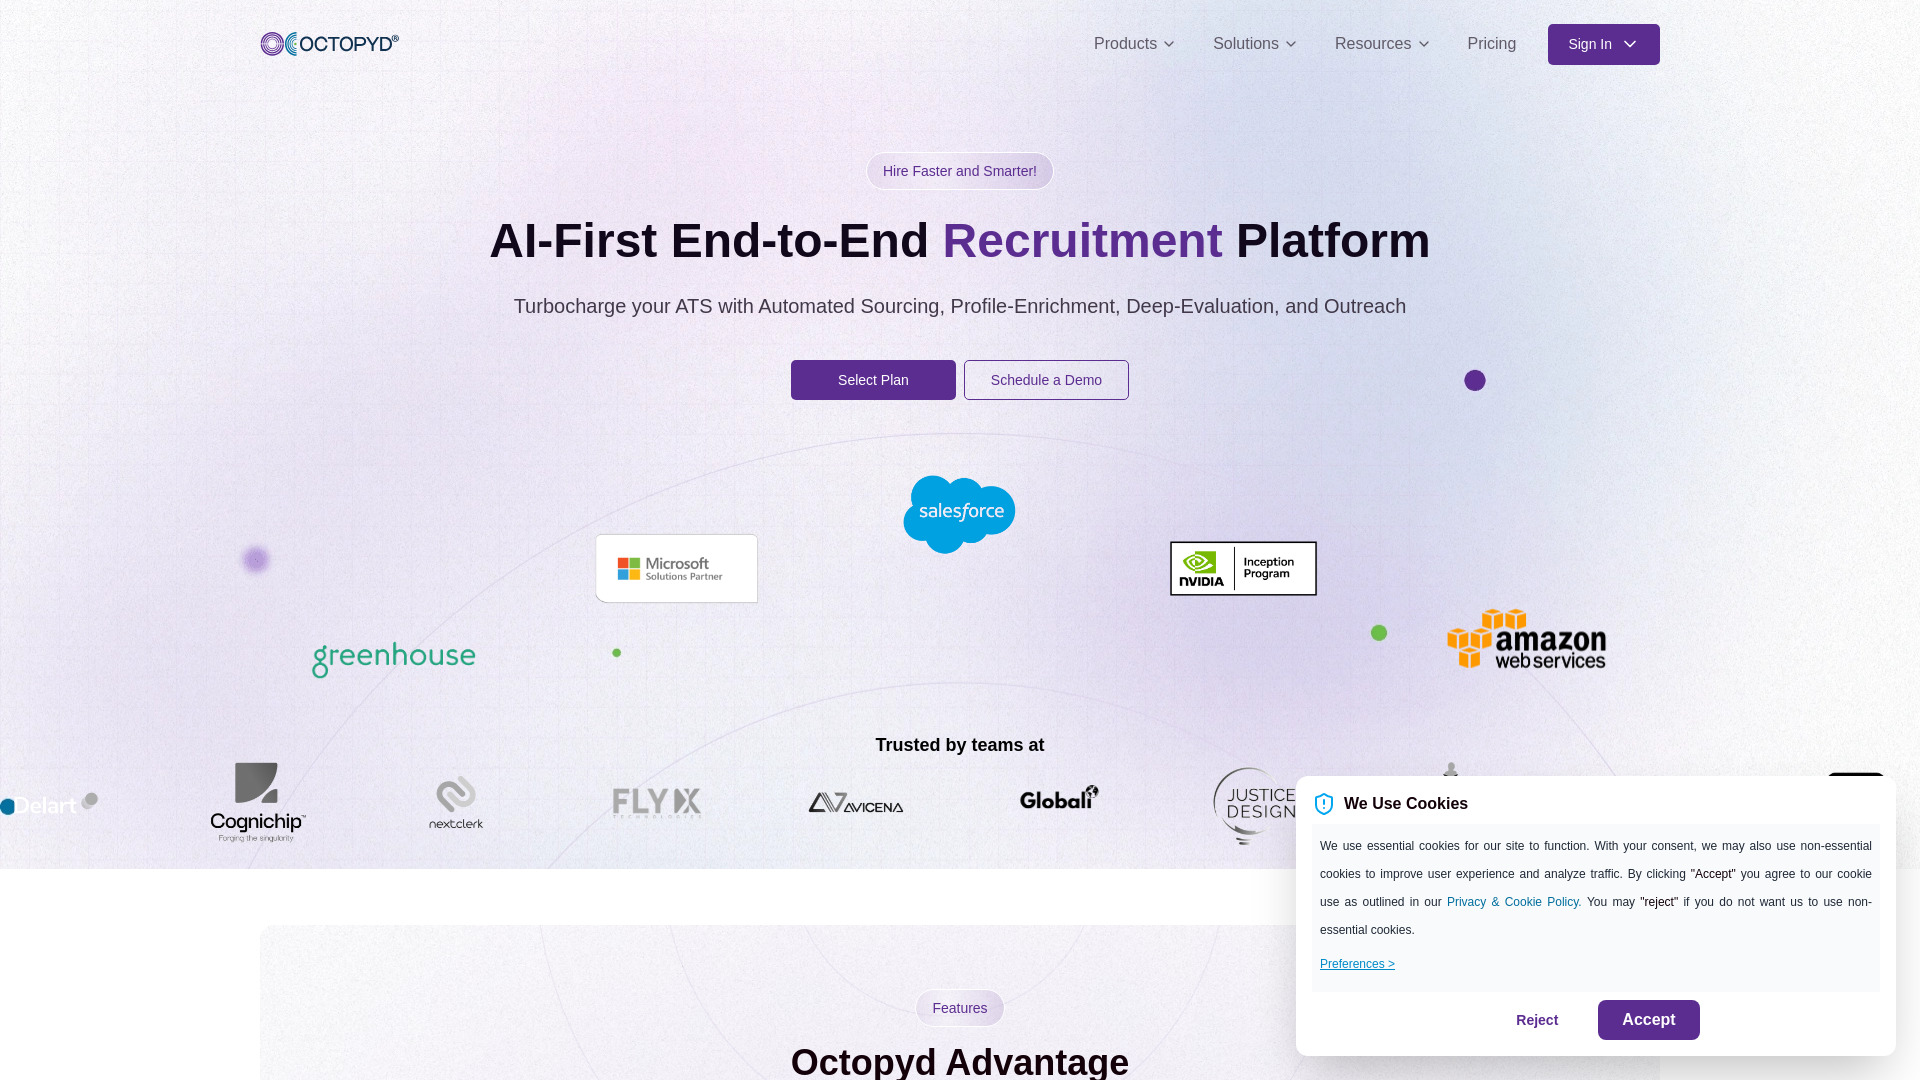 OCTOPYD®
Products
Solutions
Resources
Pricing
Sign In
Hire Faster and Smarter!
AI-First End-to-End Recruitment Platform
Turbocharge your ATS with Automated Sourcing, Profile-Enrichment, Deep-Evaluation, and Outreach
Select Plan
Schedule a Demo
salesforce
Microsoft
Solutions Partner
NVIDIA
Inception
Program
greenhouse
amazon
web services
Trusted by teams at
Delart
Cognichip™
Forging the singularity
nextclerk
FLYX
TECHNOLOGIES
AVICENA
Globali
JUSTICE
DESIGN
We Use Cookies
We use essential cookies for our site to function. With your consent, we may also use non-essential
cookies to improve user experience and analyze traffic. By clicking "Accept" you agree to our cookie
use as outlined in our Privacy & Cookie Policy. You may "reject" if you do not want us to use non-
essential cookies.
Preferences >
Reject
Accept
Features
Octopyd Advantage